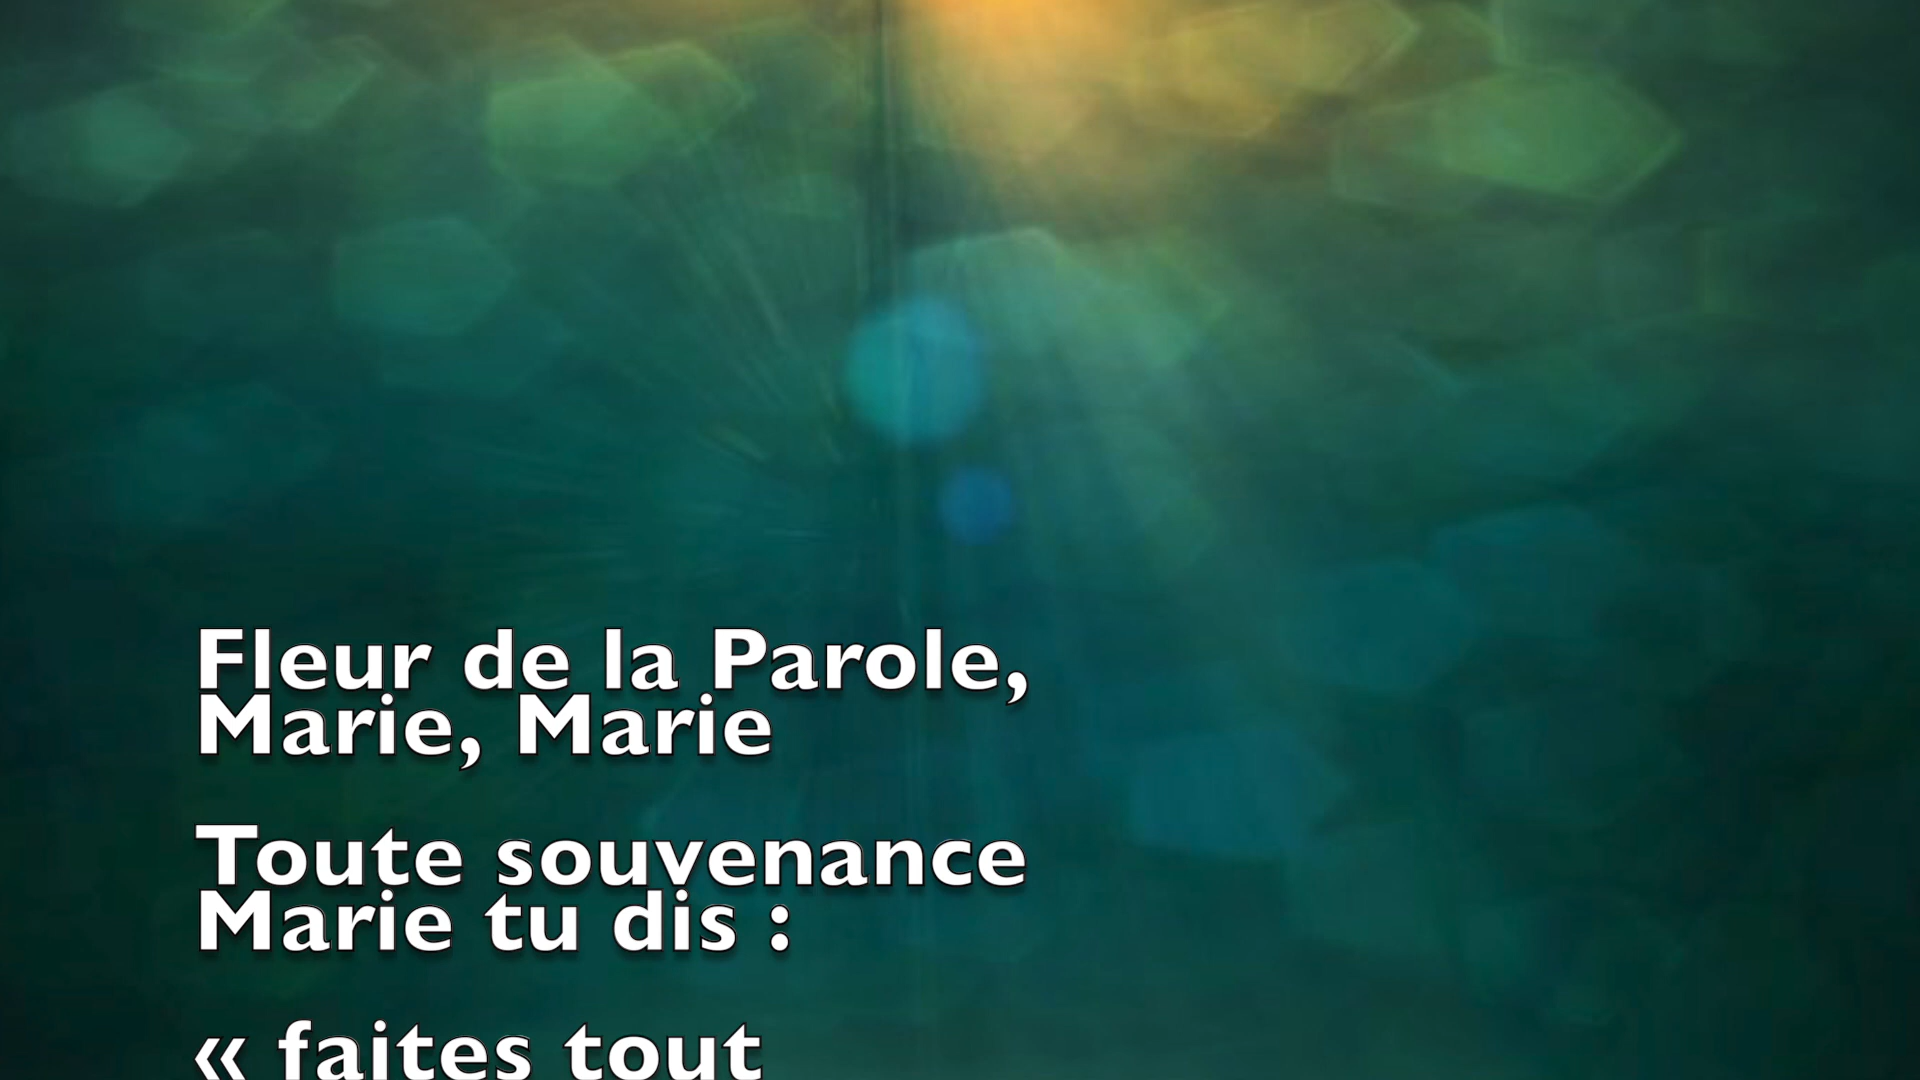 Fleur de la Parole,
Marie, Marie
Toute souvenance
Marie tu dis :
« faites tout